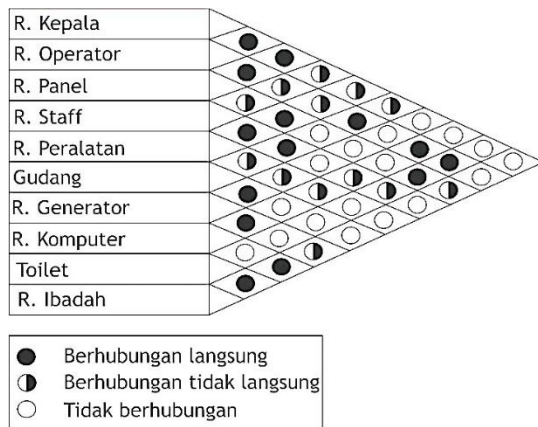 R. Kepala
R. Operator
R. Panel
R. Staff
R. Peralatan
Gudang
R. Generator
R. Komputer
Toilet
R. Ibadah
Berhubungan langsung
Berhubungan tidak langsung
Tidak berhubungan